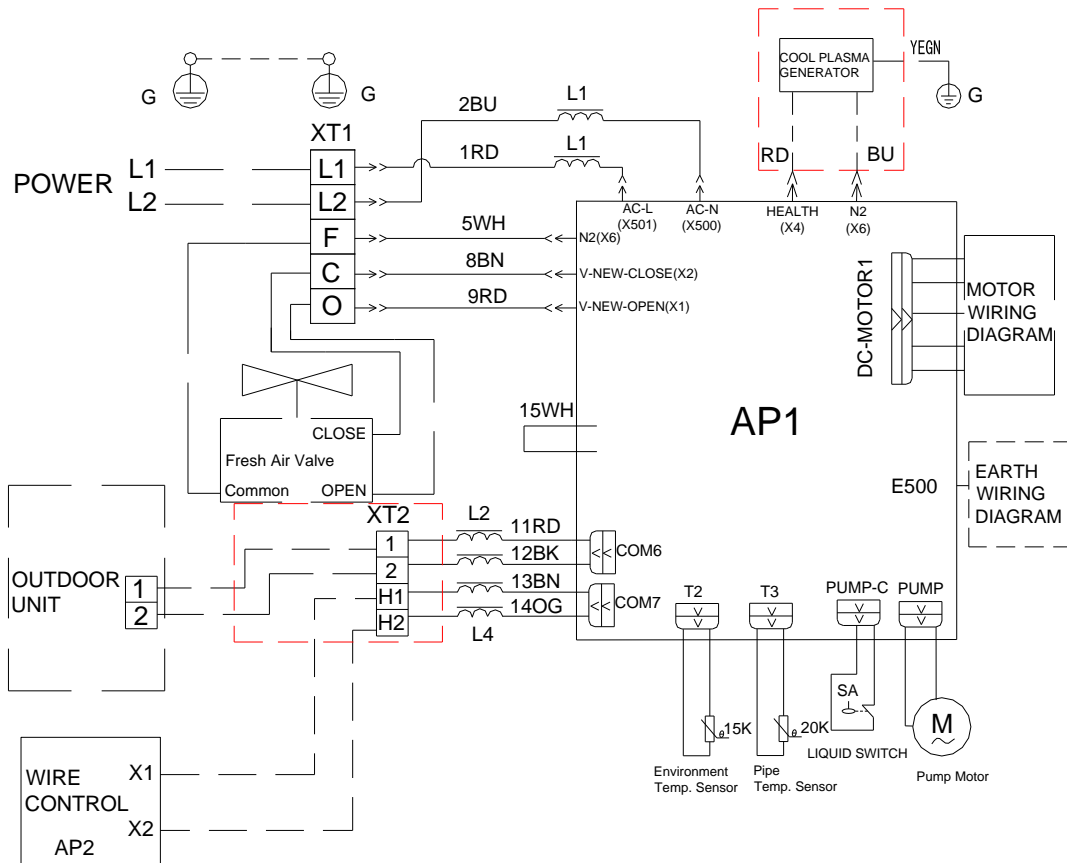 COOL PLASMA
GENERATOR
YEGN
G
G
G
RD
BU
2BU
L1
1RD
L1
XT1
POWER
L1
L2
L1
L2
F
C
O
5WH
8BN
9RD
AC-L
(X501)
AC-N
(X500)
HEALTH
(X4)
N2
(X6)
N2(X6)
V-NEW-CLOSE(X2)
V-NEW-OPEN(X1)
DC-MOTOR1
MOTOR
WIRING
DIAGRAM
15WH
AP1
CLOSE
Fresh Air Valve
Common
OPEN
E500
EARTH
WIRING
DIAGRAM
OUTDOOR
UNIT
1
2
XT2
1
2
H1
H2
L2
11RD
12BK
13BN
14OG
L4
COM6
COM7
T2
T3
PUMP-C
PUMP
θ
15K
θ
20K
SA
M
~
Environment
Temp. Sensor
Pipe
Temp. Sensor
LIQUID SWITCH
Pump Motor
WIRE
CONTROL
AP2
X1
X2